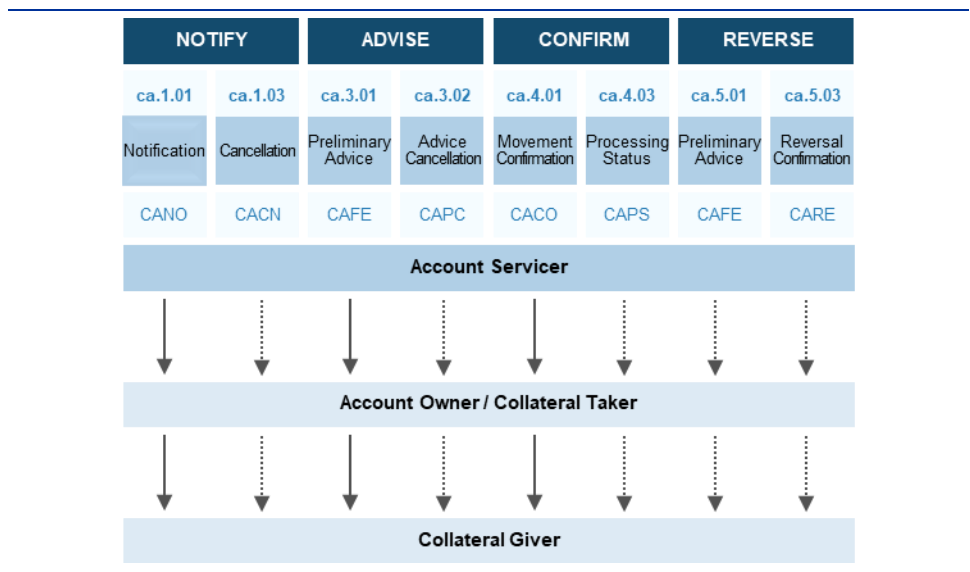 NOTIFY ADVISE CONFIRM REVERSE
ca.1.01 ca.1.03 ca.3.01 ca.3.02 ca.4.01 ca.4.03 ca.5.01 ca.5.03
Notification Cancellation Preliminary Advice Advice Cancellation Movement Confirmation Processing Status Preliminary Advice Reversal Confirmation
CANO CACN CAFE CAPC CACO CAPS CAFE CARE
Account Servicer
Account Owner / Collateral Taker
Collateral Giver